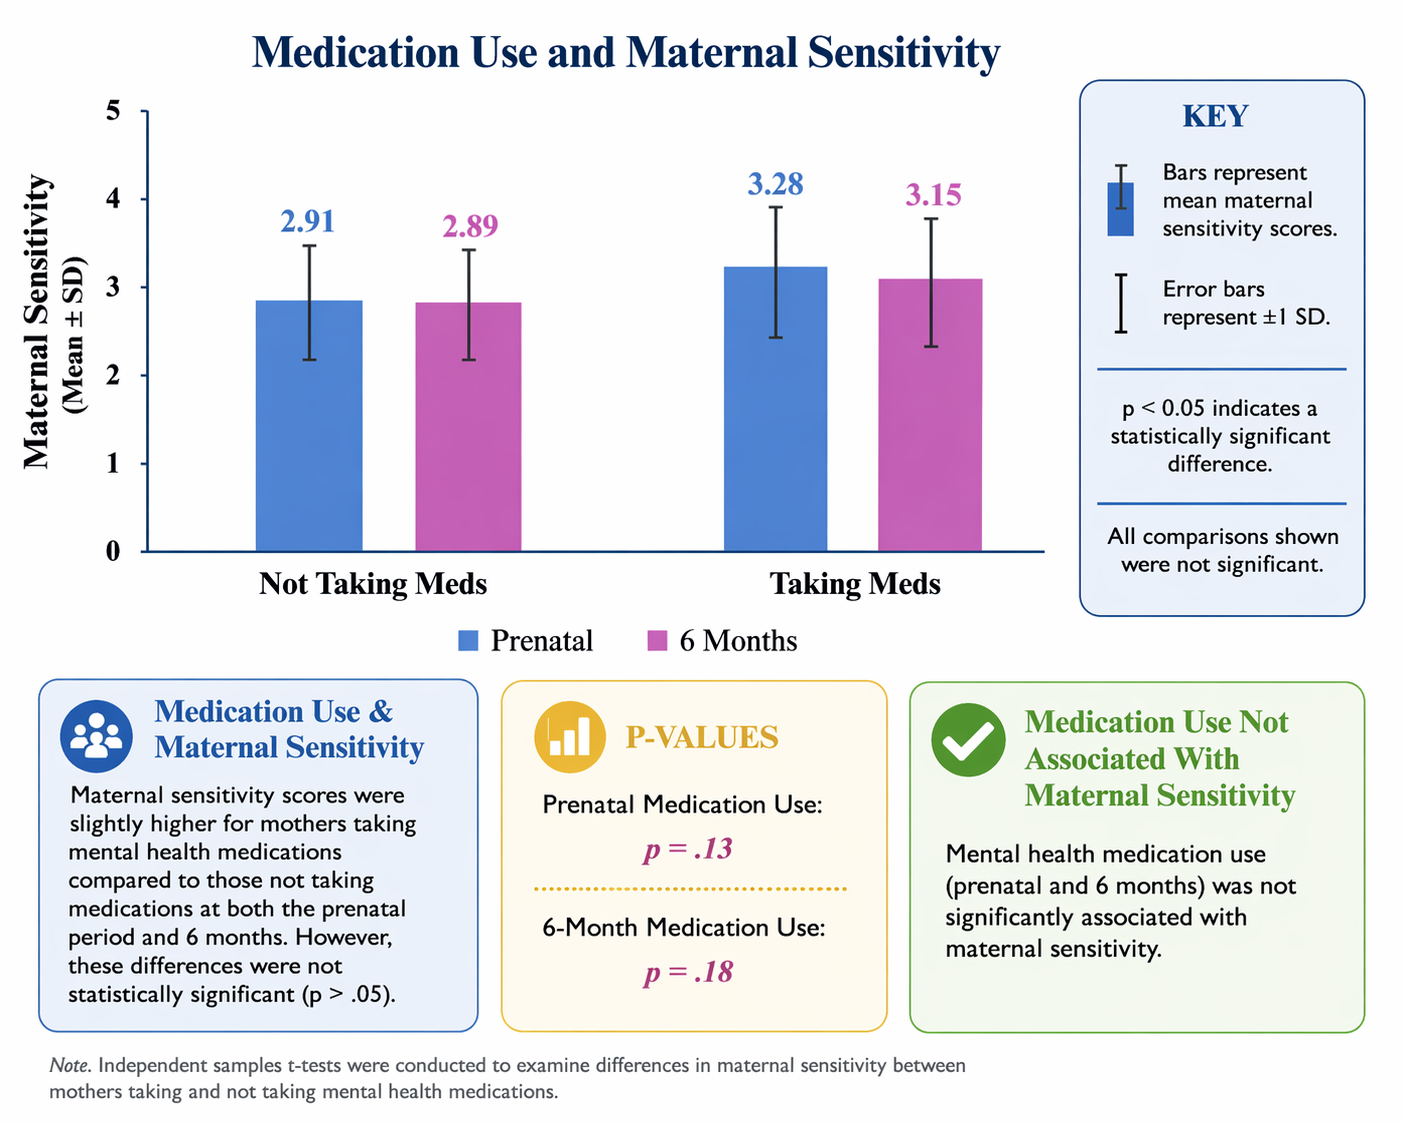 Medication Use and Maternal Sensitivity
Maternal Sensitivity
(Mean ± SD)
5
4
3
2
1
0
2.91
2.89
3.28
3.15
Not Taking Meds
Taking Meds
Prenatal
6 Months
KEY
Bars represent
mean maternal
sensitivity scores.
Error bars
represent ±1 SD.
p < 0.05 indicates a
statistically significant
difference.
All comparisons shown
were not significant.
Medication Use &
Maternal Sensitivity
Maternal sensitivity scores were
slightly higher for mothers taking
mental health medications
compared to those not taking
medications at both the prenatal
period and 6 months. However,
these differences were not
statistically significant (p > .05).
P-VALUES
Prenatal Medication Use:
p = .13
6-Month Medication Use:
p = .18
Medication Use Not
Associated With
Maternal Sensitivity
Mental health medication use
(prenatal and 6 months) was not
significantly associated with
maternal sensitivity.
Note. Independent samples t-tests were conducted to examine differences in maternal sensitivity between
mothers taking and not taking mental health medications.